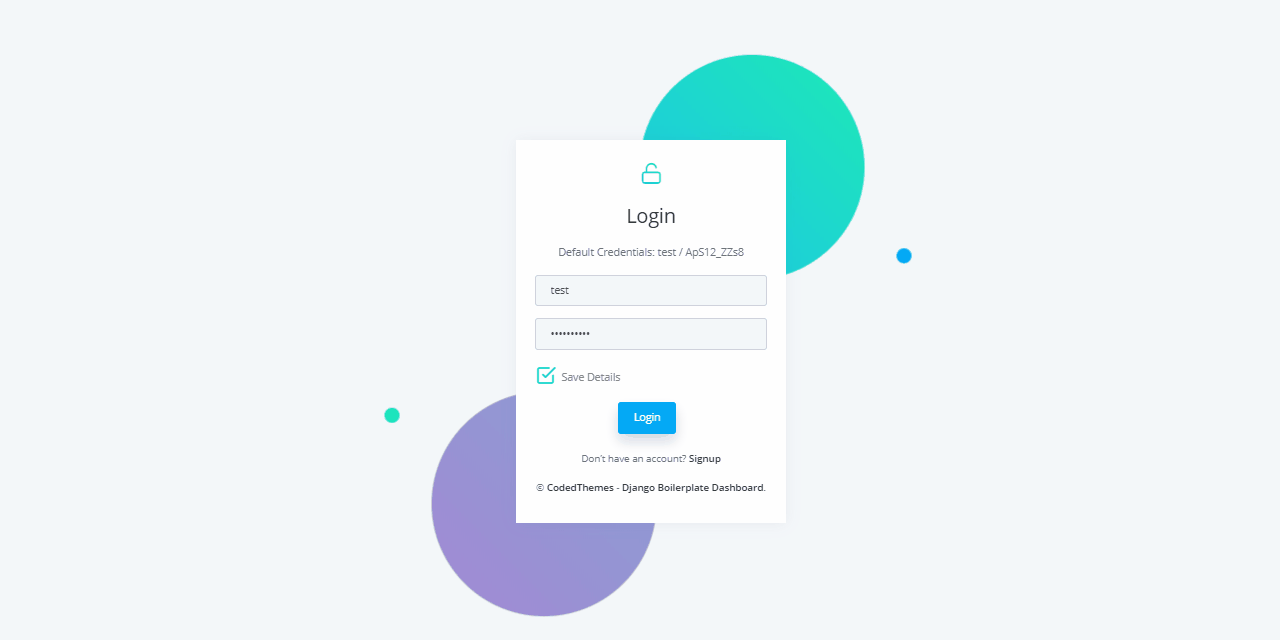 Login
Default Credentials: test / ApS12_ZZs8
test
••••••••••
Save Details
Login
Don't have an account? Signup
© CodedThemes - Django Boilerplate Dashboard.